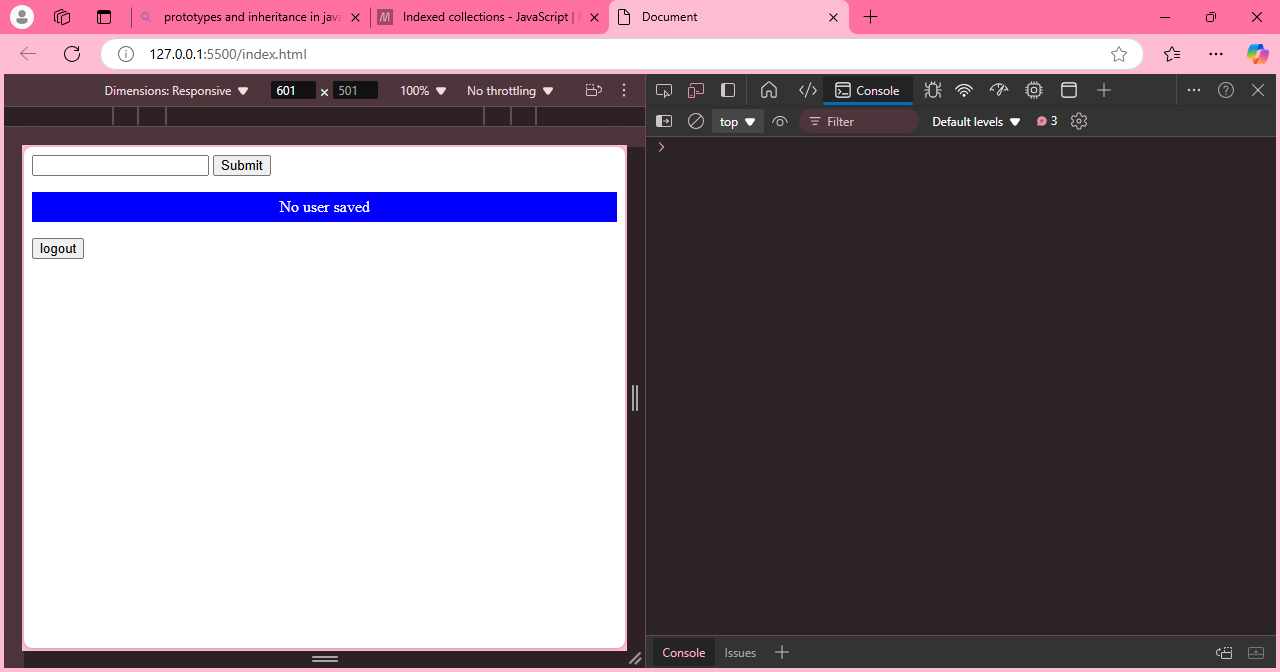 prototypes and inheritance in java
Indexed collections - JavaScript |
Document
127.0.0.1:5500/index.html
Dimensions: Responsive 601 x 501 100% No throttling
Console
top Filter Default levels 3
Submit
No user saved
logout
Console Issues